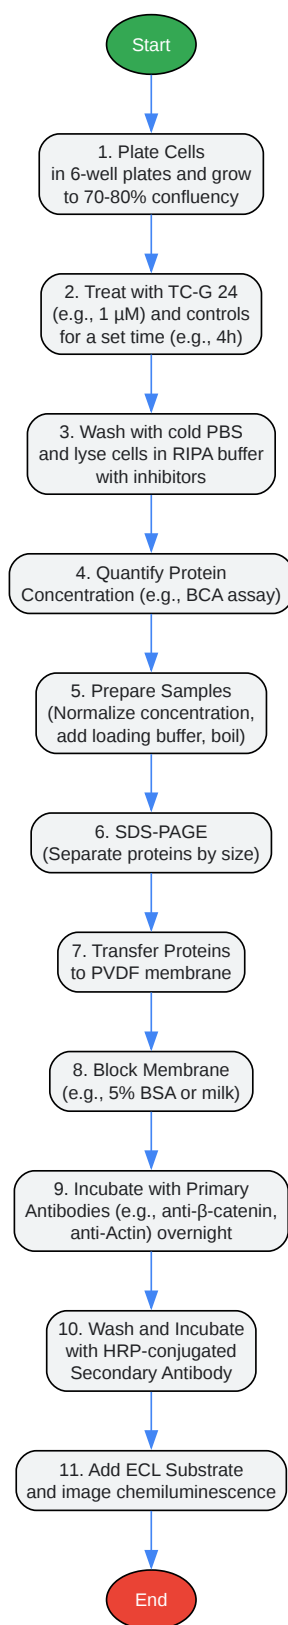 Start
1. Plate Cells
in 6-well plates and grow
to 70-80% confluency
2. Treat with TC-G 24
(e.g., 1 µM) and controls
for a set time (e.g., 4h)
3. Wash with cold PBS
and lyse cells in RIPA buffer
with inhibitors
4. Quantify Protein
Concentration (e.g., BCA assay)
5. Prepare Samples
(Normalize concentration,
add loading buffer, boil)
6. SDS-PAGE
(Separate proteins by size)
7. Transfer Proteins
to PVDF membrane
8. Block Membrane
(e.g., 5% BSA or milk)
9. Incubate with Primary
Antibodies (e.g., anti-β-catenin,
anti-Actin) overnight
10. Wash and Incubate
with HRP-conjugated
Secondary Antibody
11. Add ECL Substrate
and image chemiluminescence
End